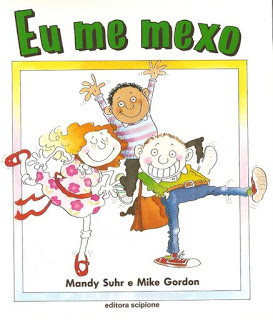 Eu me mexo
Mandy Suhr e Mike Gordon
editora scipione